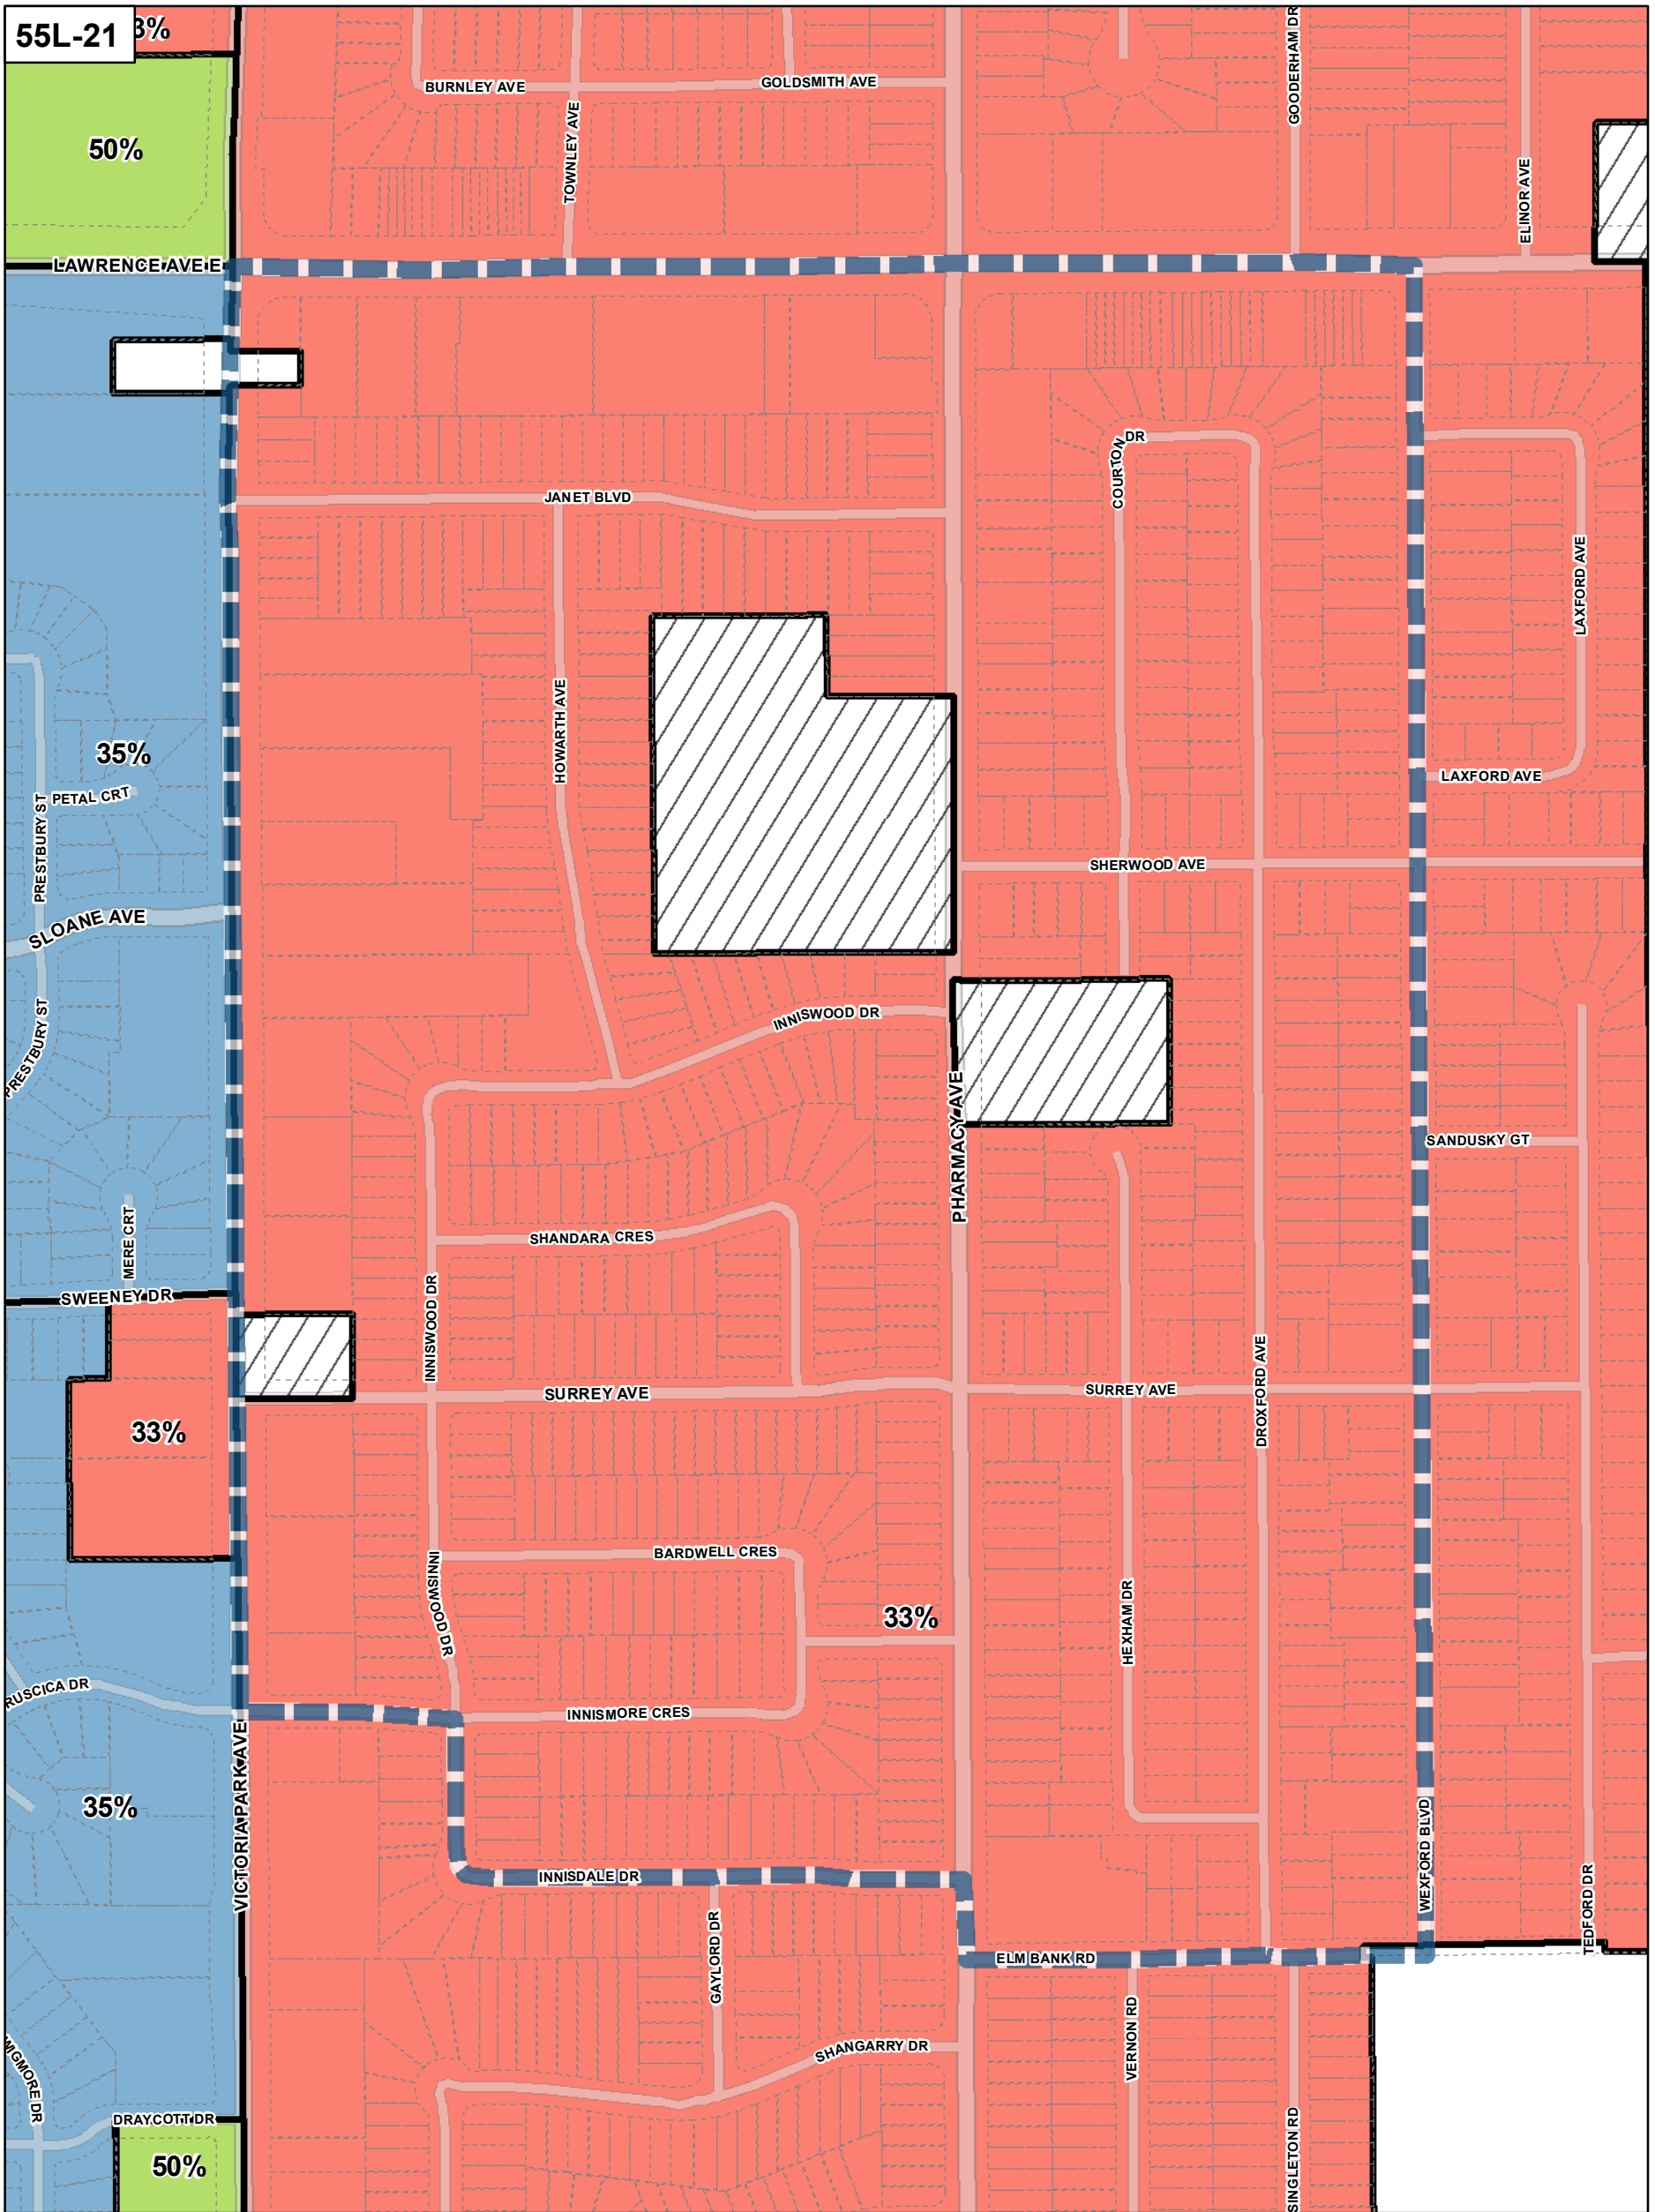 55L-21
3%
BURNLEY AVE
GOLDSMITH AVE
GOODERHAM DR
TOWNLEY AVE
50%
ELINOR AVE
LAWRENCE AVE E
COURTON DR
JANET BLVD
LAXFORD AVE
HOWARTH AVE
35%
LAXFORD AVE
PETAL CRT
PRESTBURY ST
SHERWOOD AVE
SLOANE AVE
PRESTBURY ST
INNISWOOD DR
PHARMACY AVE
SANDUSKY GT
MERE CRT
SHANDARA CRES
SWEENEY DR
INNISWOOD DR
SURREY AVE
SURREY AVE
DROXFORD AVE
33%
BARDWELL CRES
INNISWOOD DR
33%
HEXHAM DR
RUSCICA DR
INNISMORE CRES
35%
VICTORIA PARK AVE
WEXFORD BLVD
INNISDALE DR
TEDFORD DR
GAYLORD DR
ELM BANK RD
VERNON RD
SHANGARRY DR
WIGMORE DR
DRAYCOTT DR
SINGLETON RD
50%